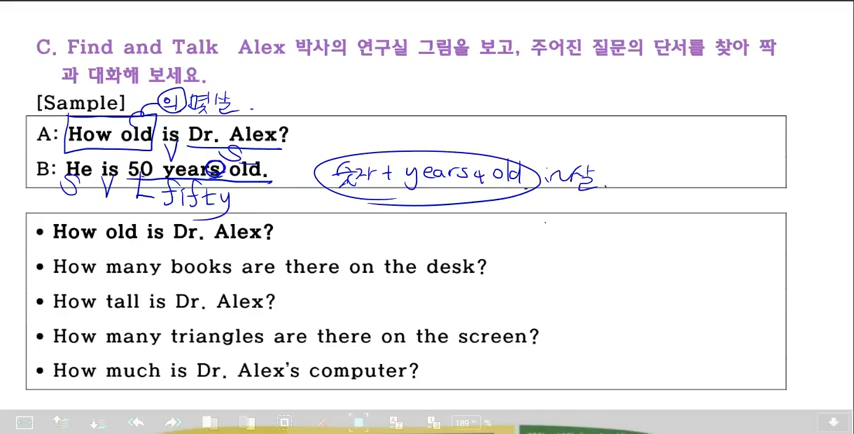 C. Find and Talk Alex 박사의 연구실 그림을 보고, 주어진 질문의 단서를 찾아 짝
과 대화해 보세요.
[Sample]
의 몇살.
A: How old is Dr. Alex?
V S
B: He is 50 years old.
숫자 + years + old ~살.
S V fifty
• How old is Dr. Alex?
• How many books are there on the desk?
• How tall is Dr. Alex?
• How many triangles are there on the screen?
• How much is Dr. Alex's computer?
189 %